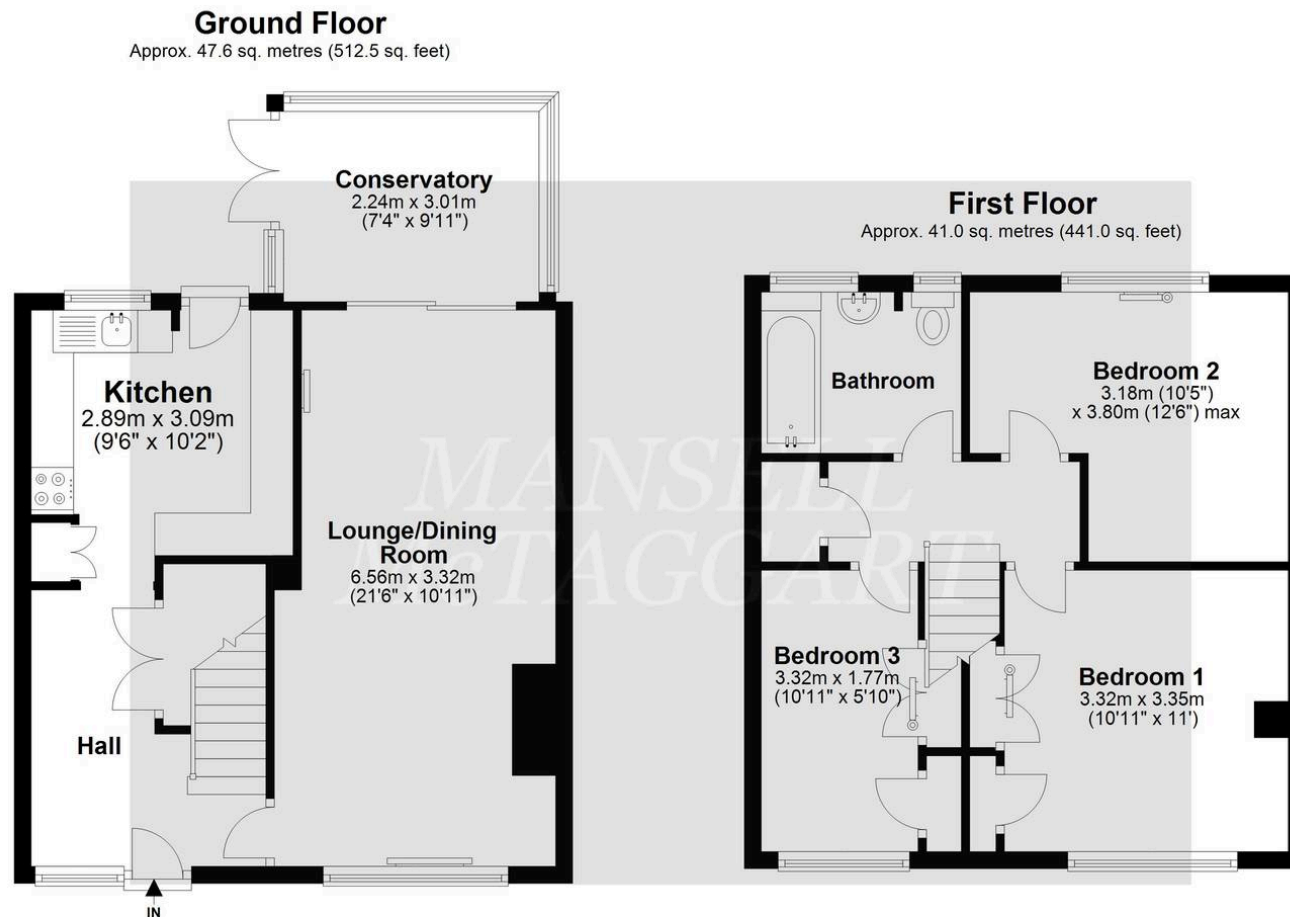 Ground Floor
Approx. 47.6 sq. metres (512.5 sq. feet)
Conservatory
2.24m x 3.01m
(7'4" x 9'11")
Kitchen
2.89m x 3.09m
(9'6" x 10'2")
Lounge/Dining
Room
6.56m x 3.32m
(21'6" x 10'11")
Hall
IN
First Floor
Approx. 41.0 sq. metres (441.0 sq. feet)
Bathroom
Bedroom 2
3.18m (10'5")
x 3.80m (12'6") max
Bedroom 3
3.32m x 1.77m
(10'11" x 5'10")
Bedroom 1
3.32m x 3.35m
(10'11" x 11')
MANSELL
McTAGGART